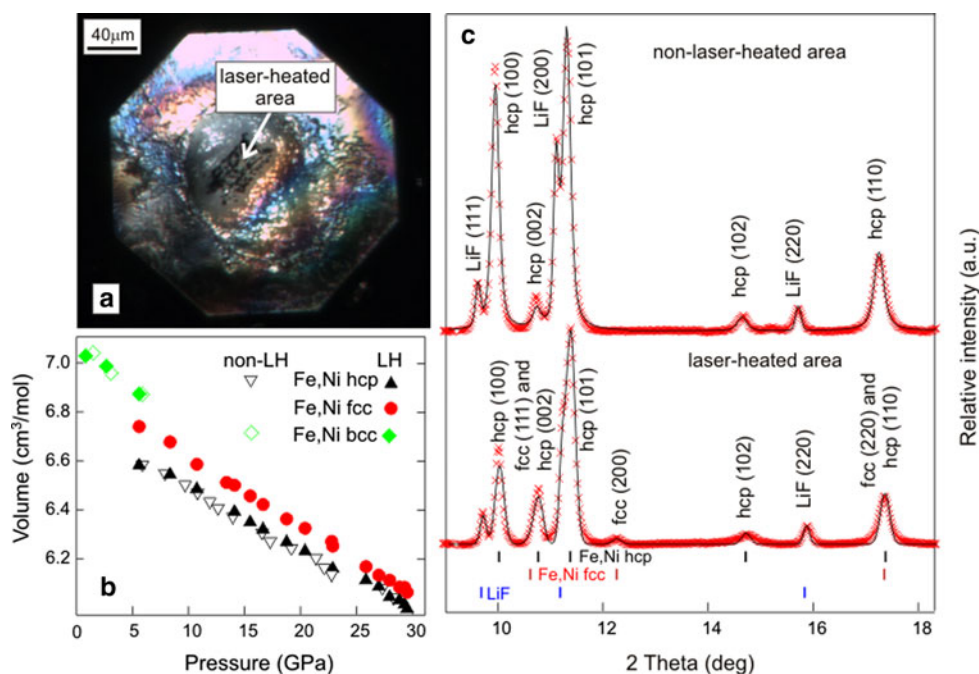 40μm
laser-heated
area
a
c
non-laser-heated area
LiF (111)
hcp (100)
hcp (002)
LiF (200)
hcp (101)
hcp (102)
LiF (220)
hcp (110)
laser-heated area
hcp (100)
fcc (111) and
hcp (002)
hcp (101)
fcc (200)
hcp (102)
LiF (220)
fcc (220) and
hcp (110)
Fe,Ni hcp
Fe,Ni fcc
LiF
10 12 14 16 18
2 Theta (deg)
Relative intensity (a.u.)
non-LH LH
Fe,Ni hcp
Fe,Ni fcc
Fe,Ni bcc
b
7.0
6.8
6.6
6.4
6.2
0 5 10 15 20 25 30
Pressure (GPa)
Volume (cm³/mol)